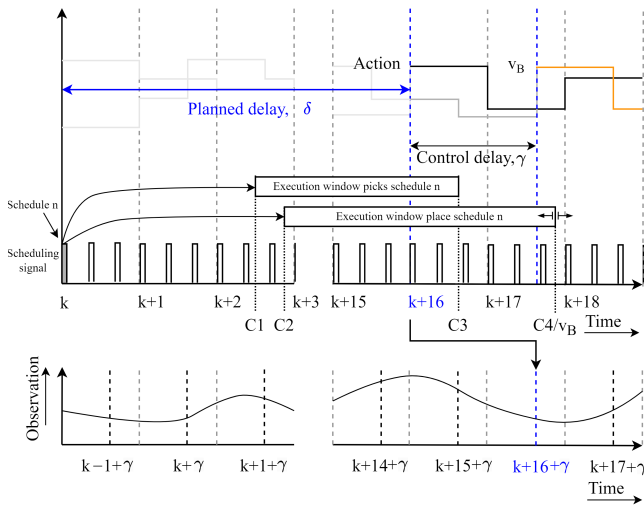 Action
v_B
Planned delay, δ
Control delay, γ
Execution window picks schedule n
Schedule n
Execution window place schedule n
Scheduling
signal
k
k+1
k+2
k+3
k+15
k+16
k+17
k+18
C1
C2
C3
C4/v_B
Time
Observation
k−1+γ
k+γ
k+1+γ
k+14+γ
k+15+γ
k+16+γ
k+17+γ
Time